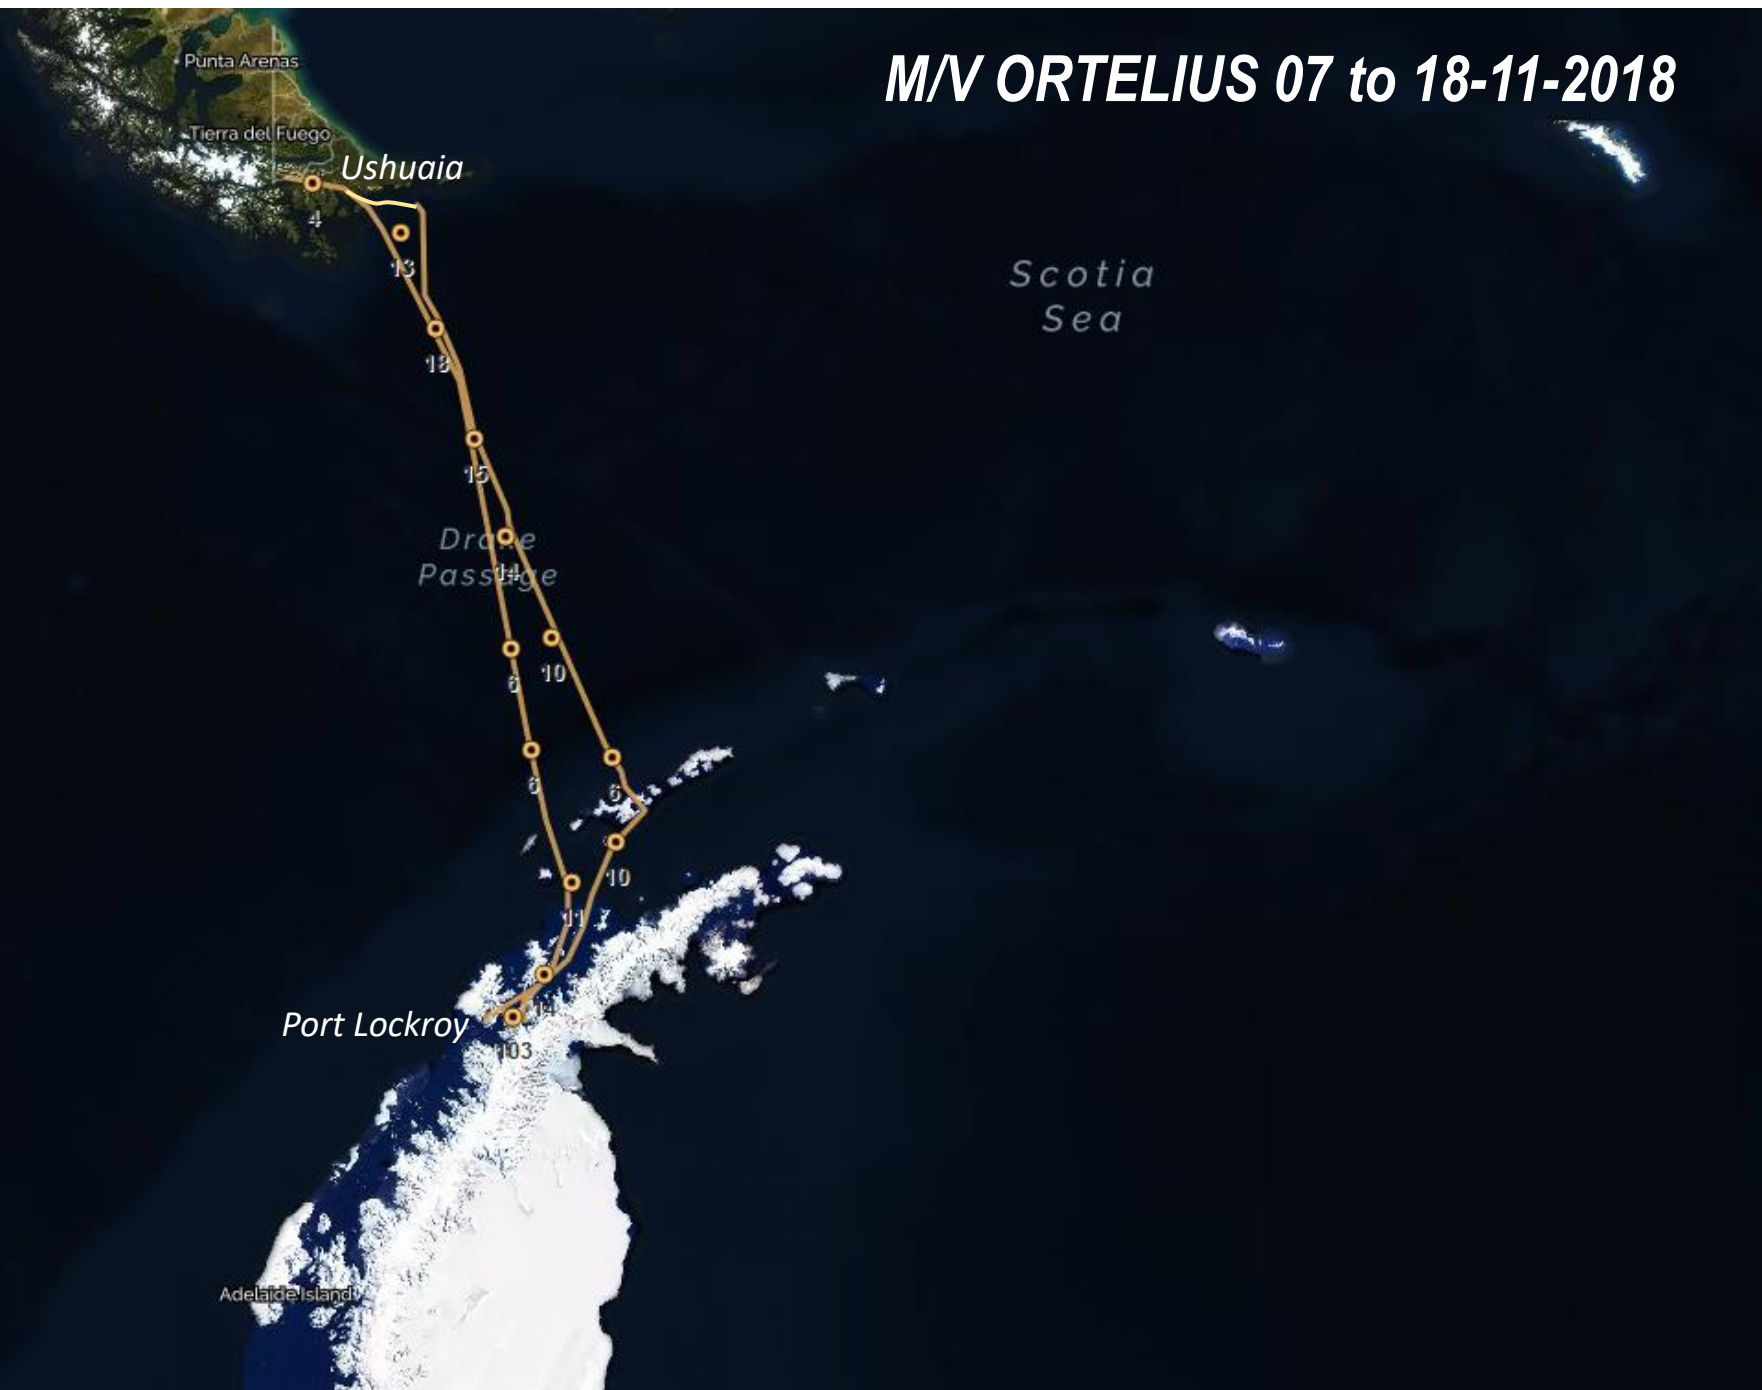 M/V ORTELIUS 07 to 18-11-2018
Punta Arenas
Tierra del Fuego
Ushuaia
4
13
Scotia
Sea
18
15
Drake
Passage
14
10
6
6
6
10
11
Port Lockroy
103
Adelaide Island